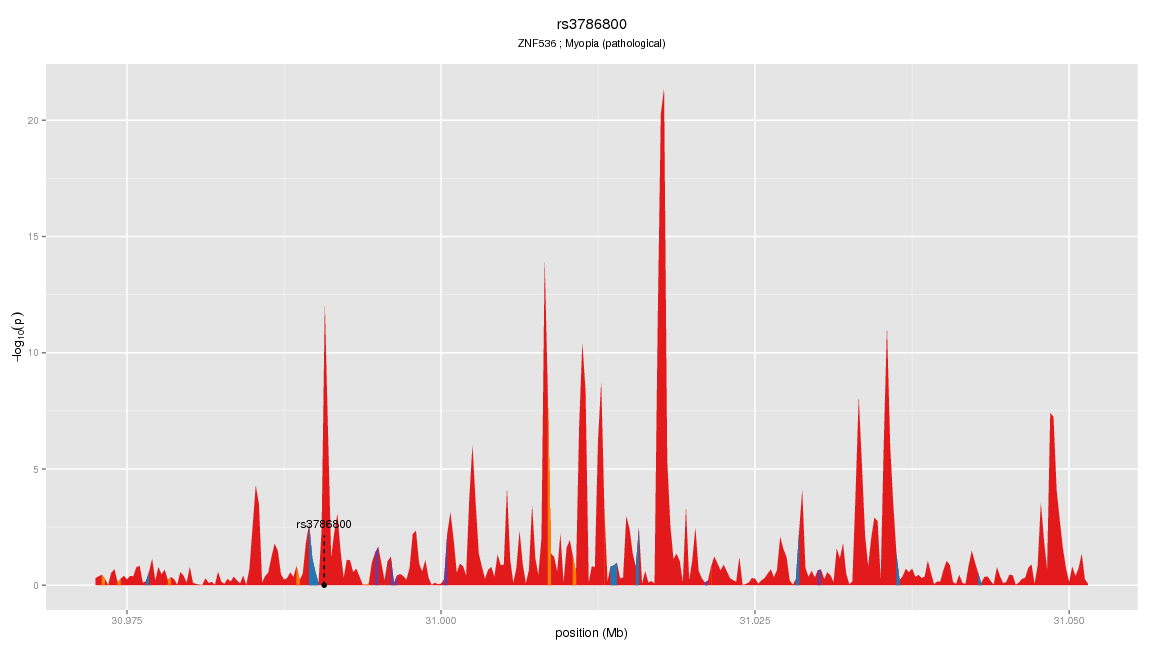 rs3786800
ZNF536 ; Myopia (pathological)
20
15
10
5
0
−log10(p)
rs3786800
30.975
31.000
31.025
31.050
position (Mb)